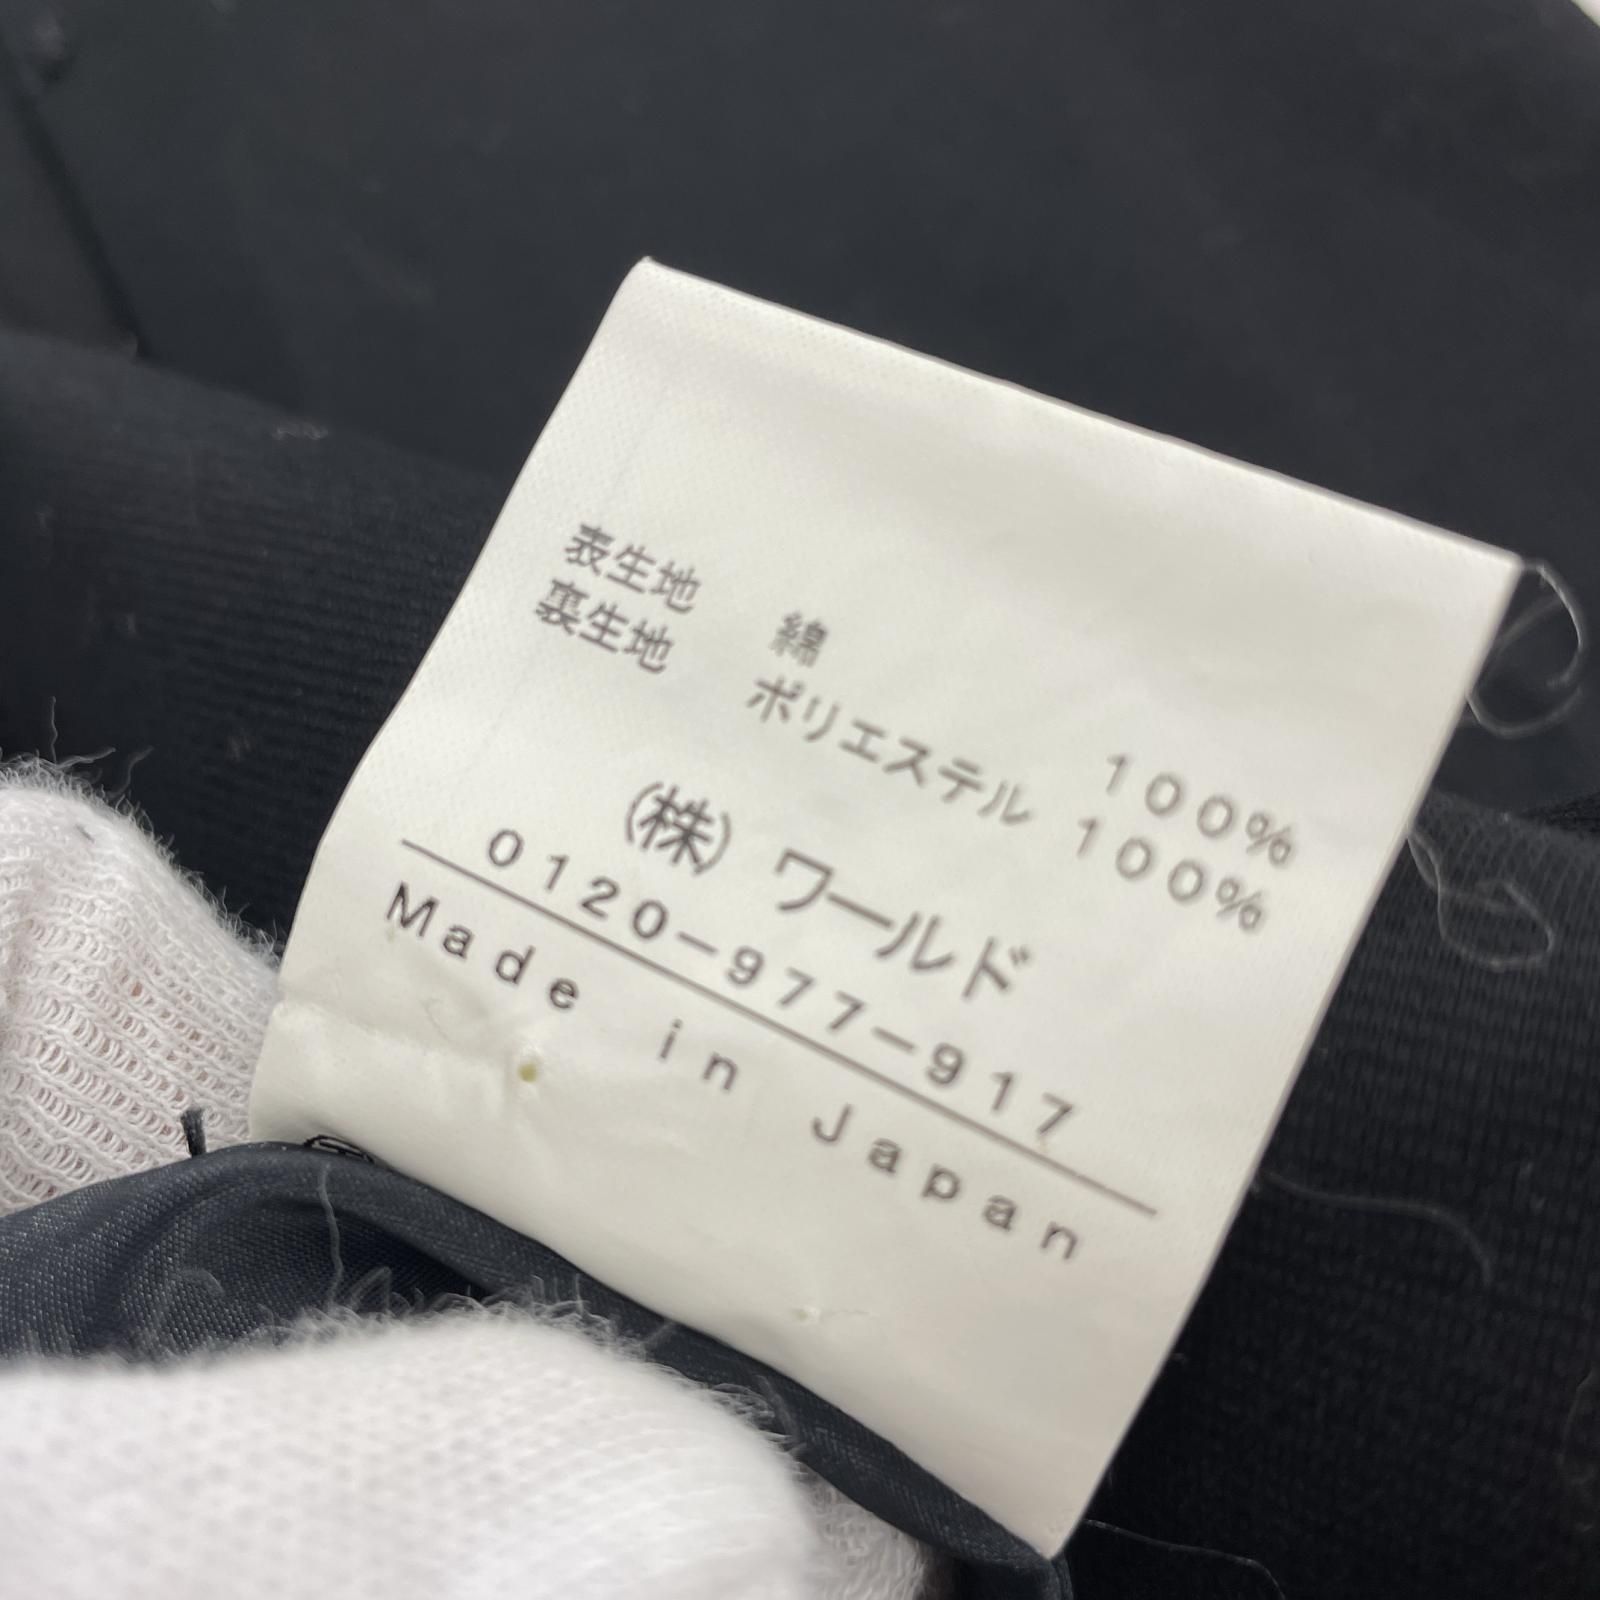 表生地 綿 100%
裏生地 ポリエステル 100%
(株) ワールド
0120-977-917
Made in Japan